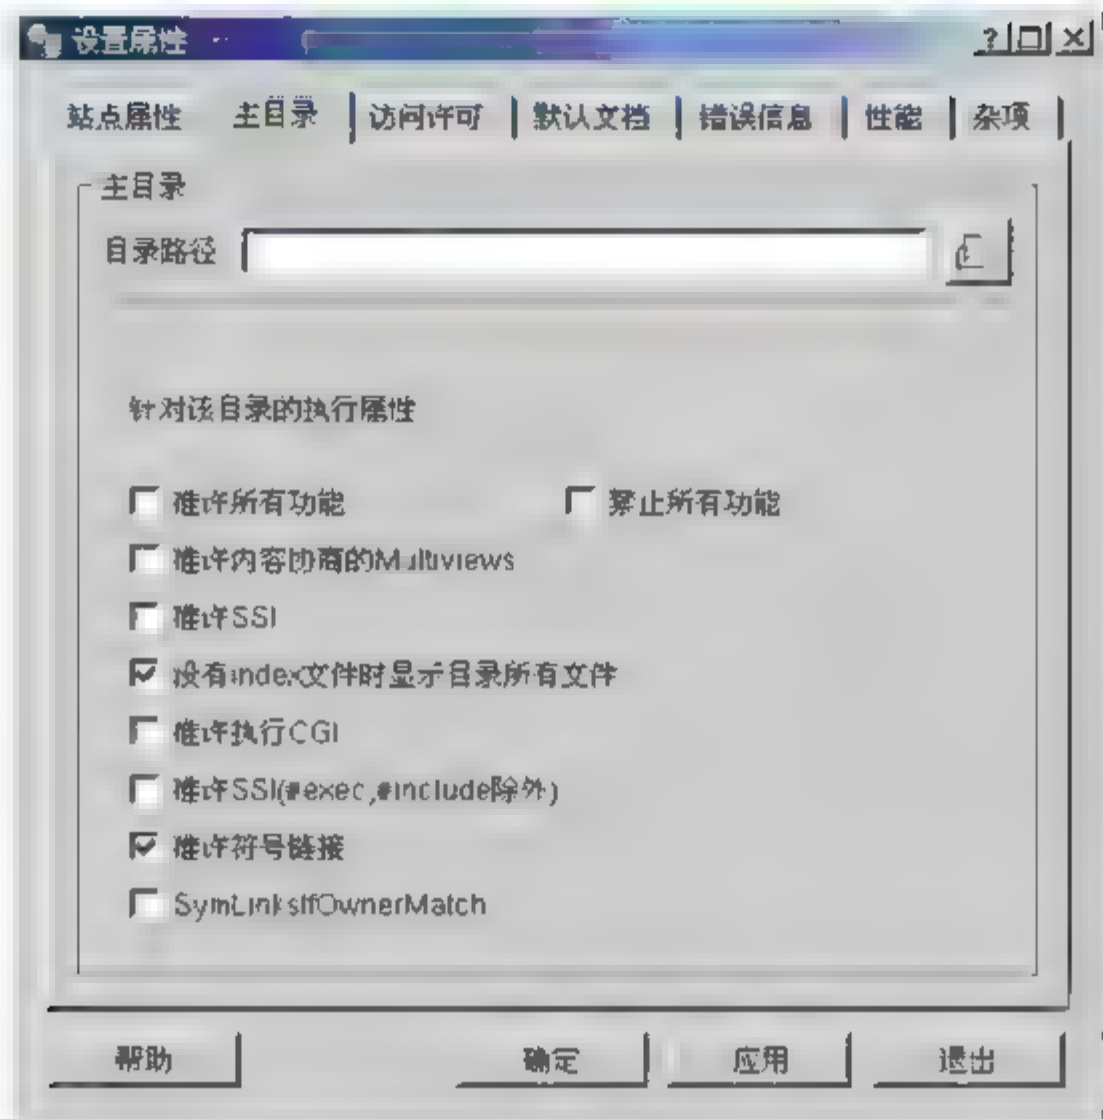 设置属性
站点属性 主目录 访问许可 默认文档 错误信息 性能 杂项
主目录
目录路径
针对该目录的执行属性
准许所有功能 禁止所有功能
准许内容协商的Multiviews
准许SSI
没有index文件时显示目录所有文件
准许执行CGI
准许SSI(#exec,#include除外)
准许符号链接
SymLinksIfOwnerMatch
帮助 确定 应用 退出